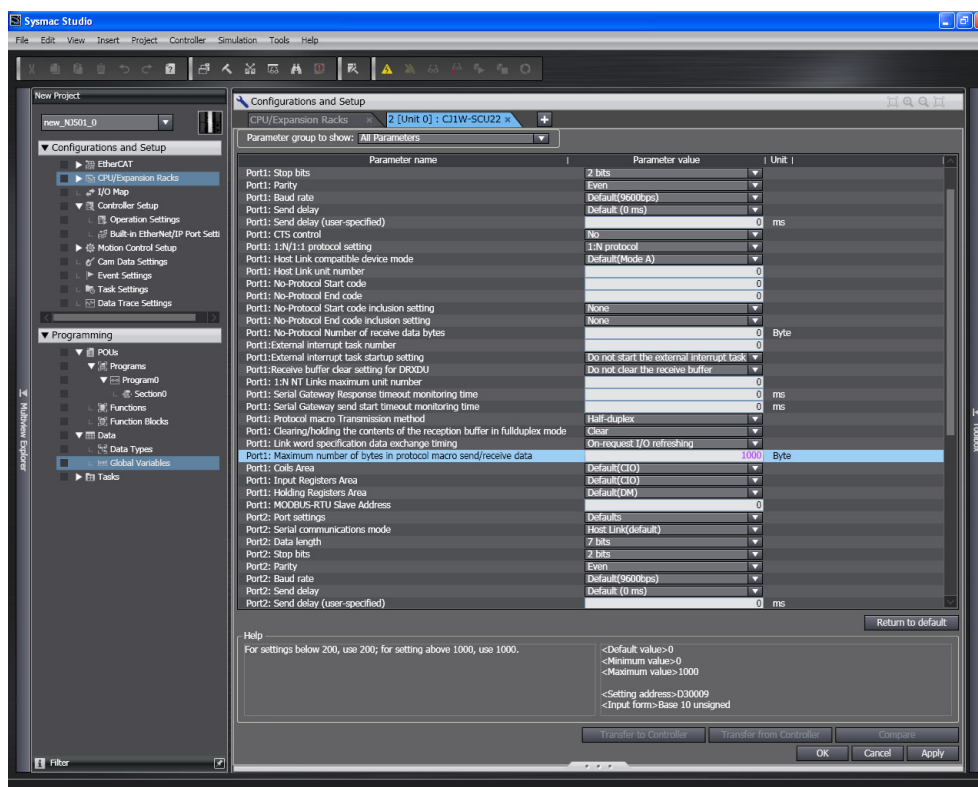 Sysmac Studio
File Edit View Insert Project Controller Simulation Tools Help
New Project
new_NJ501_0
Configurations and Setup
EtherCAT
CPU/Expansion Racks
I/O Map
Controller Setup
Operation Settings
Built-in EtherNet/IP Port Setti
Motion Control Setup
Cam Data Settings
Event Settings
Task Settings
Data Trace Settings
Programming
POUs
Programs
Program0
Section0
Functions
Function Blocks
Data
Data Types
Global Variables
Tasks
Filter
Multiview Explorer
Configurations and Setup
CPU/Expansion Racks × 2 [Unit 0] : CJ1W-SCU22 ×
Parameter group to show: All Parameters
Parameter name | Parameter value | Unit |
Port1: Stop bits 2 bits
Port1: Parity Even
Port1: Baud rate Default(9600bps)
Port1: Send delay Default (0 ms)
Port1: Send delay (user-specified) 0 ms
Port1: CTS control No
Port1: 1:N/1:1 protocol setting 1:N protocol
Port1: Host Link compatible device mode Default(Mode A)
Port1: Host Link unit number 0
Port1: No-Protocol Start code 0
Port1: No-Protocol End code 0
Port1: No-Protocol Start code inclusion setting None
Port1: No-Protocol End code inclusion setting None
Port1: No-Protocol Number of receive data bytes 0 Byte
Port1:External interrupt task number 0
Port1:External interrupt task startup setting Do not start the external interrupt task
Port1:Receive buffer clear setting for DRXDU Do not clear the receive buffer
Port1: 1:N NT Links maximum unit number 0
Port1: Serial Gateway Response timeout monitoring time 0 ms
Port1: Serial Gateway send start timeout monitoring time 0 ms
Port1: Protocol macro Transmission method Half-duplex
Port1: Clearing/holding the contents of the reception buffer in fullduplex mode Clear
Port1: Link word specification data exchange timing On-request I/O refreshing
Port1: Maximum number of bytes in protocol macro send/receive data 1000 Byte
Port1: Coils Area Default(CIO)
Port1: Input Registers Area Default(CIO)
Port1: Holding Registers Area Default(DM)
Port1: MODBUS-RTU Slave Address 0
Port2: Port settings Defaults
Port2: Serial communications mode Host Link(default)
Port2: Data length 7 bits
Port2: Stop bits 2 bits
Port2: Parity Even
Port2: Baud rate Default(9600bps)
Port2: Send delay Default (0 ms)
Port2: Send delay (user-specified) 0 ms
Return to default
Help
For settings below 200, use 200; for setting above 1000, use 1000.
<Default value>0
<Minimum value>0
<Maximum value>1000
<Setting address>D30009
<Input form>Base 10 unsigned
Transfer to Controller Transfer from Controller Compare
OK Cancel Apply
Toolbox